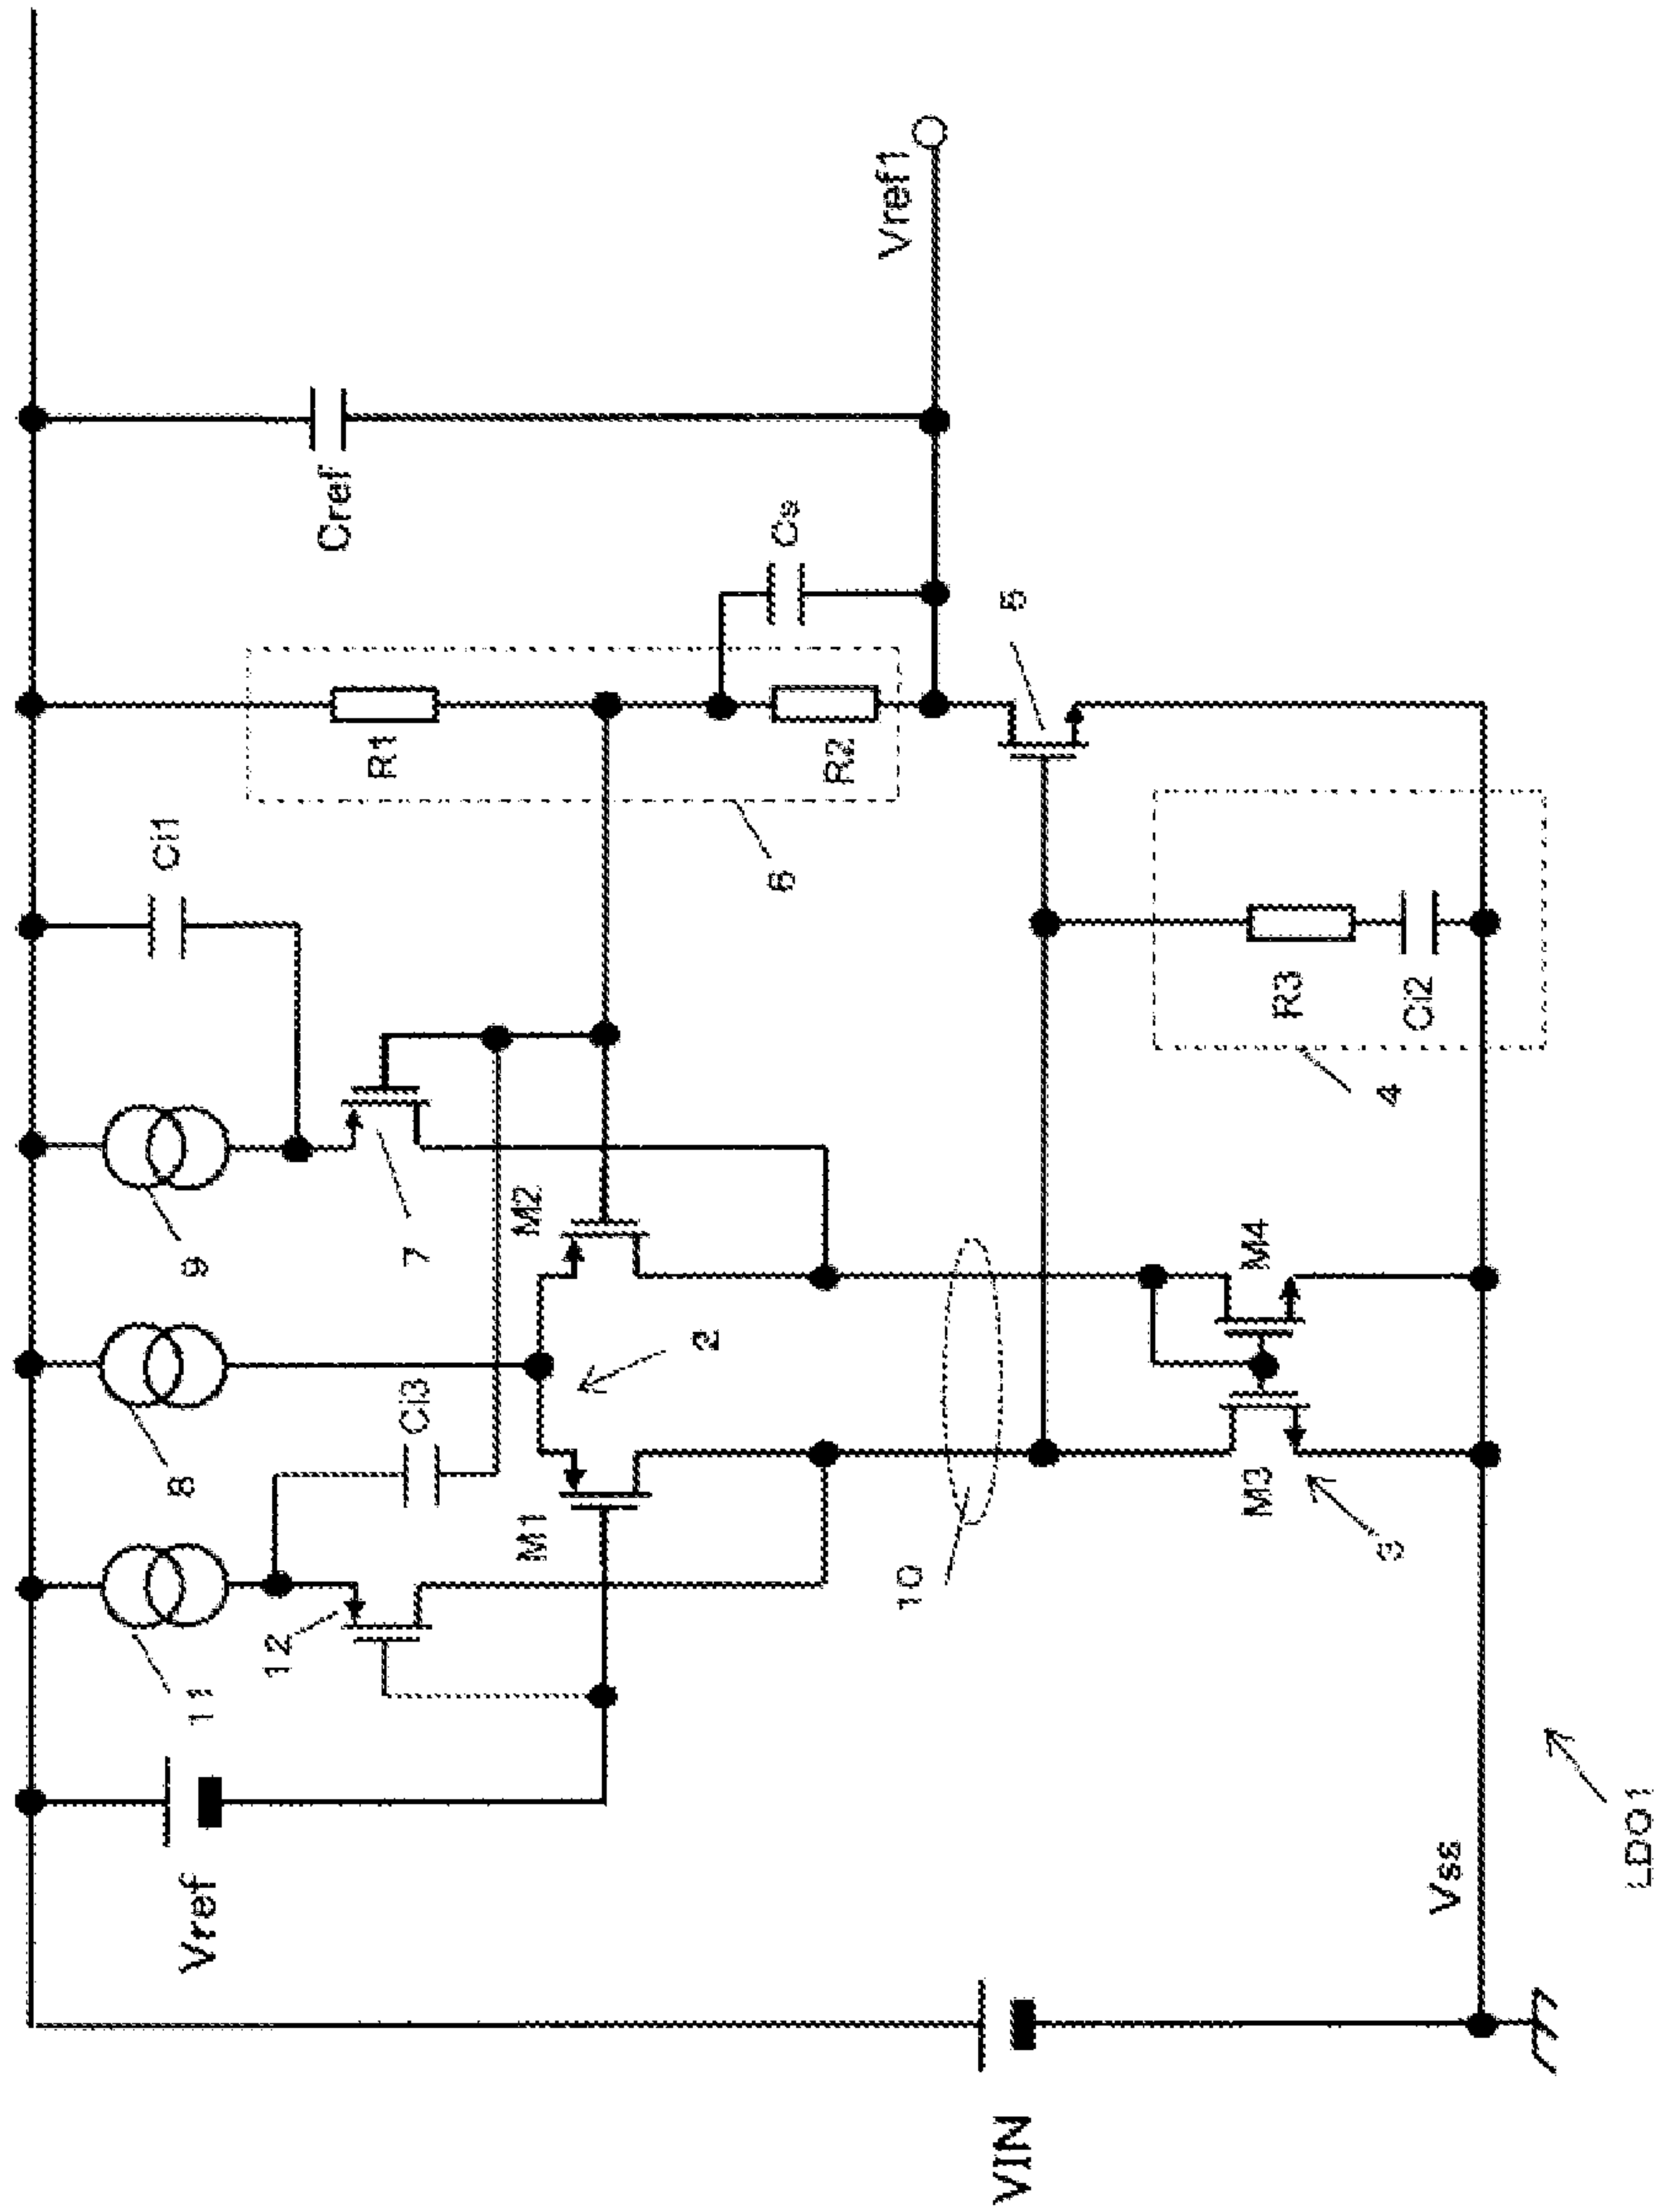 VIN
Vref
Vss
LDO1
11
12
8
9
7
Ci3
M1
M2
2
10
M3
M4
3
Ci1
R1
R2
6
Cref
Cs
Vref1
5
R3
Ci2
4